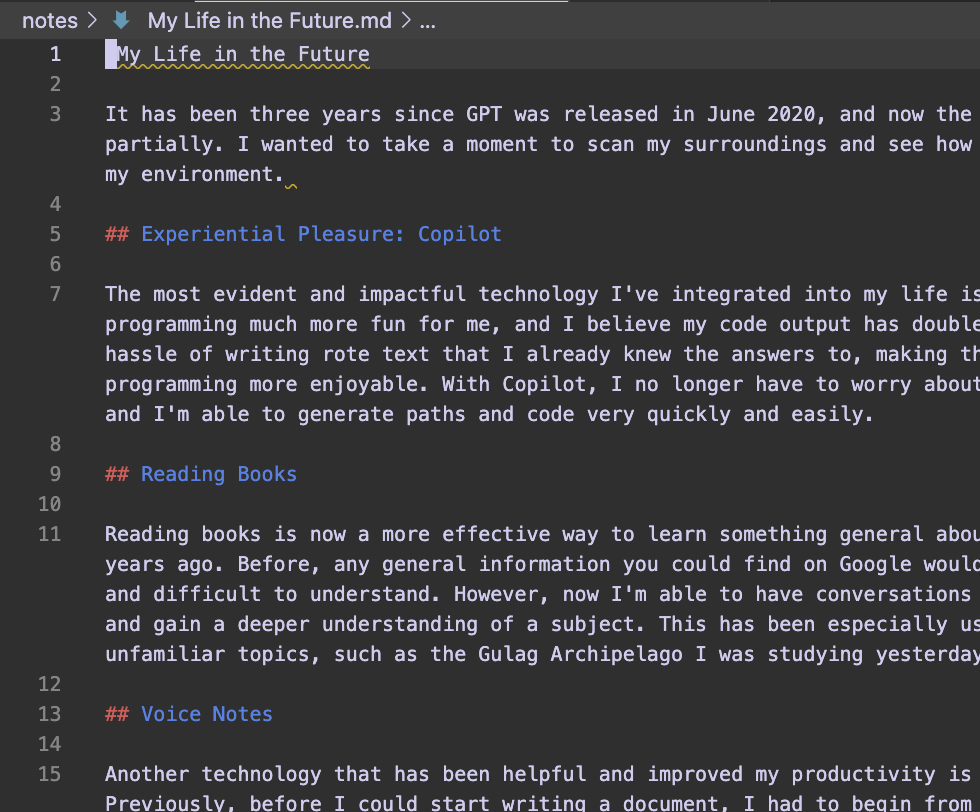 notes > My Life in the Future.md > ...
1 My Life in the Future
2
3 It has been three years since GPT was released in June 2020, and now the
partially. I wanted to take a moment to scan my surroundings and see how
my environment.
4
5 ## Experiential Pleasure: Copilot
6
7 The most evident and impactful technology I've integrated into my life is
programming much more fun for me, and I believe my code output has double
hassle of writing rote text that I already knew the answers to, making th
programming more enjoyable. With Copilot, I no longer have to worry about
and I'm able to generate paths and code very quickly and easily.
8
9 ## Reading Books
10
11 Reading books is now a more effective way to learn something general abou
years ago. Before, any general information you could find on Google would
and difficult to understand. However, now I'm able to have conversations
and gain a deeper understanding of a subject. This has been especially us
unfamiliar topics, such as the Gulag Archipelago I was studying yesterday
12
13 ## Voice Notes
14
15 Another technology that has been helpful and improved my productivity is
Previously, before I could start writing a document, I had to begin from